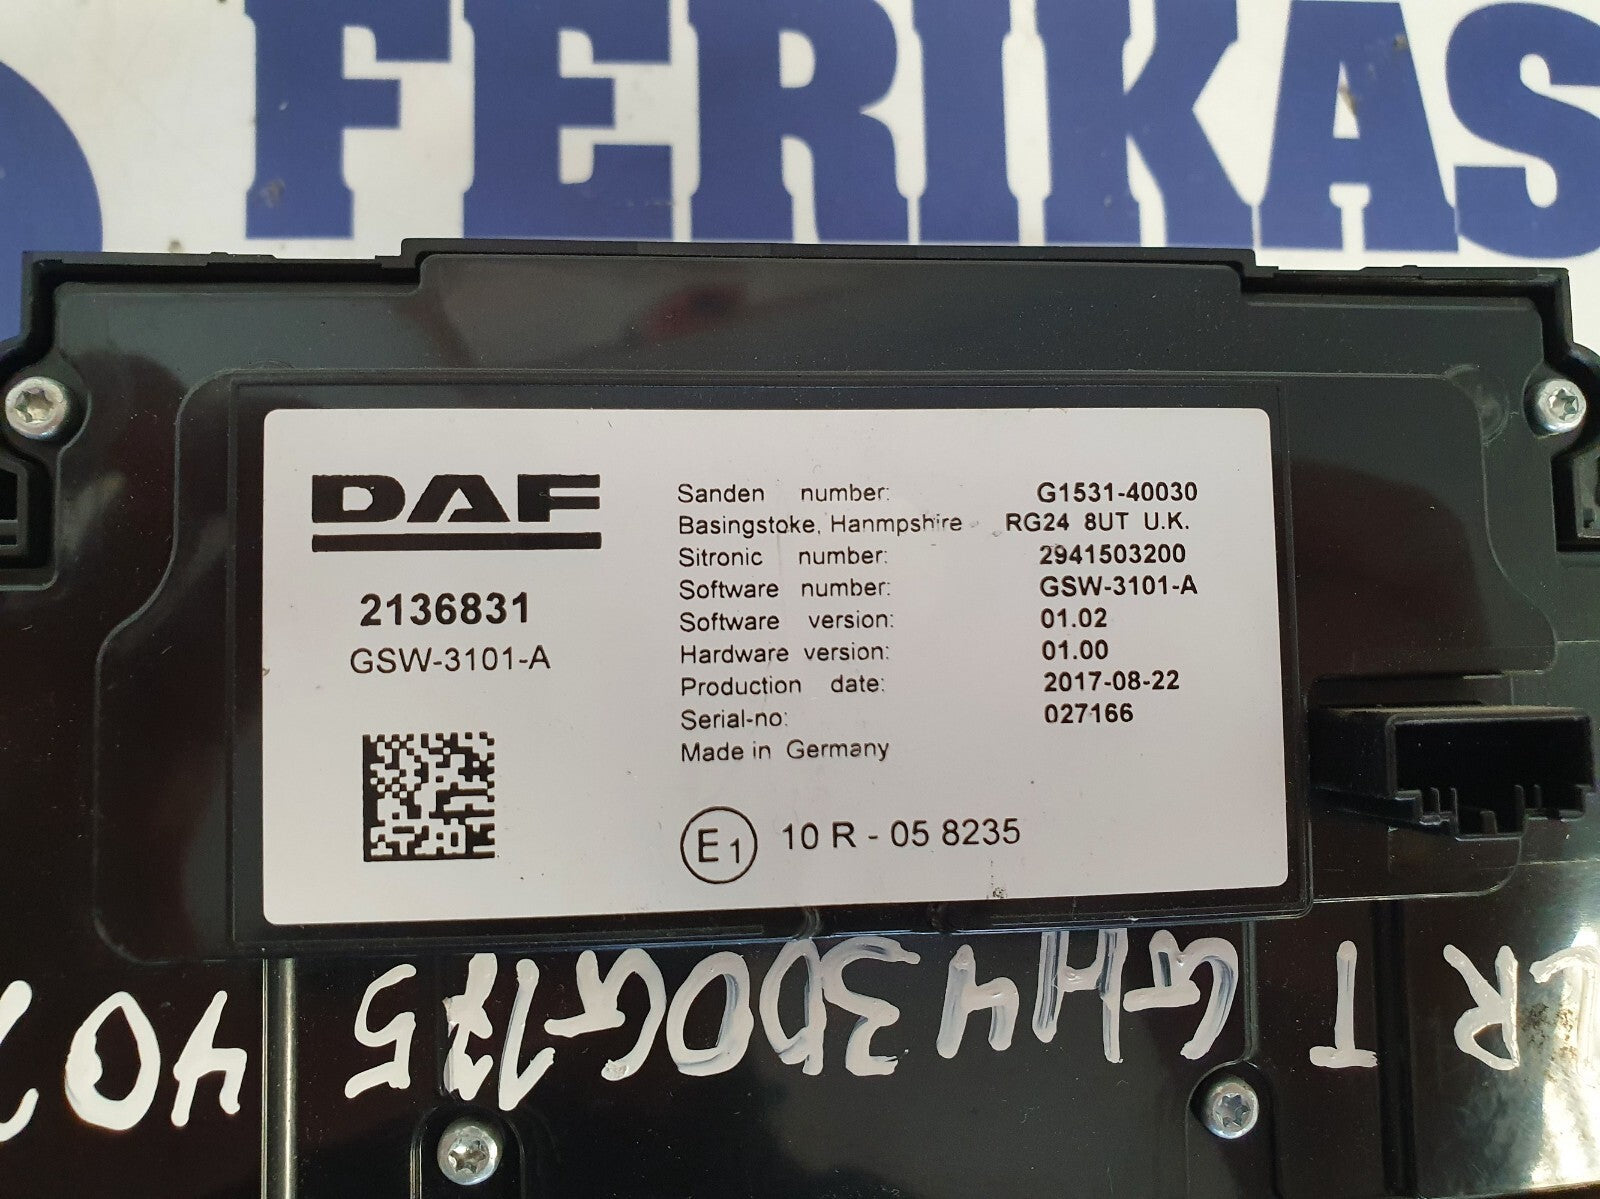 FERIKAS
DAF
2136831
GSW-3101-A
Sanden number: G1531-40030
Basingstoke, Hanmpshire RG24 8UT U.K.
Sitronic number: 2941503200
Software number: GSW-3101-A
Software version: 01.02
Hardware version: 01.00
Production date: 2017-08-22
Serial-no: 027166
Made in Germany
E1 10 R - 05 8235